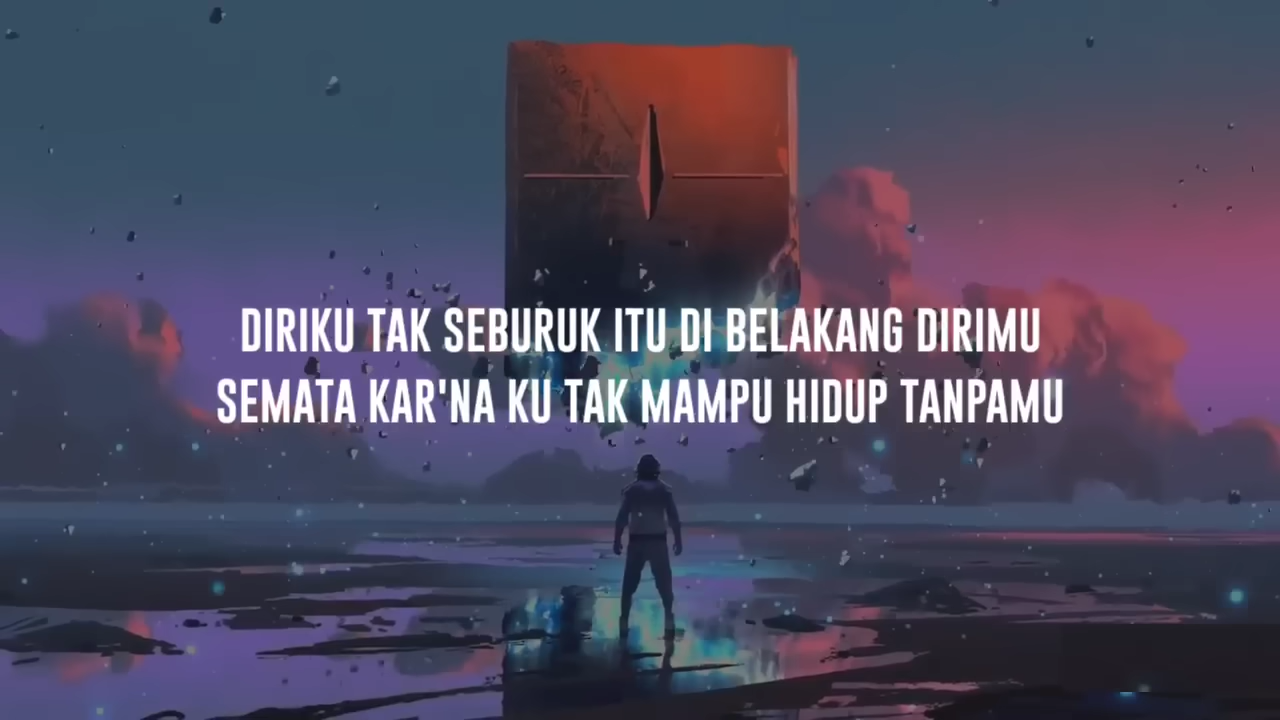 DIRIKU TAK SEBURUK ITU DI BELAKANG DIRIMU
SEMATA KAR'NA KU TAK MAMPU HIDUP TANPAMU